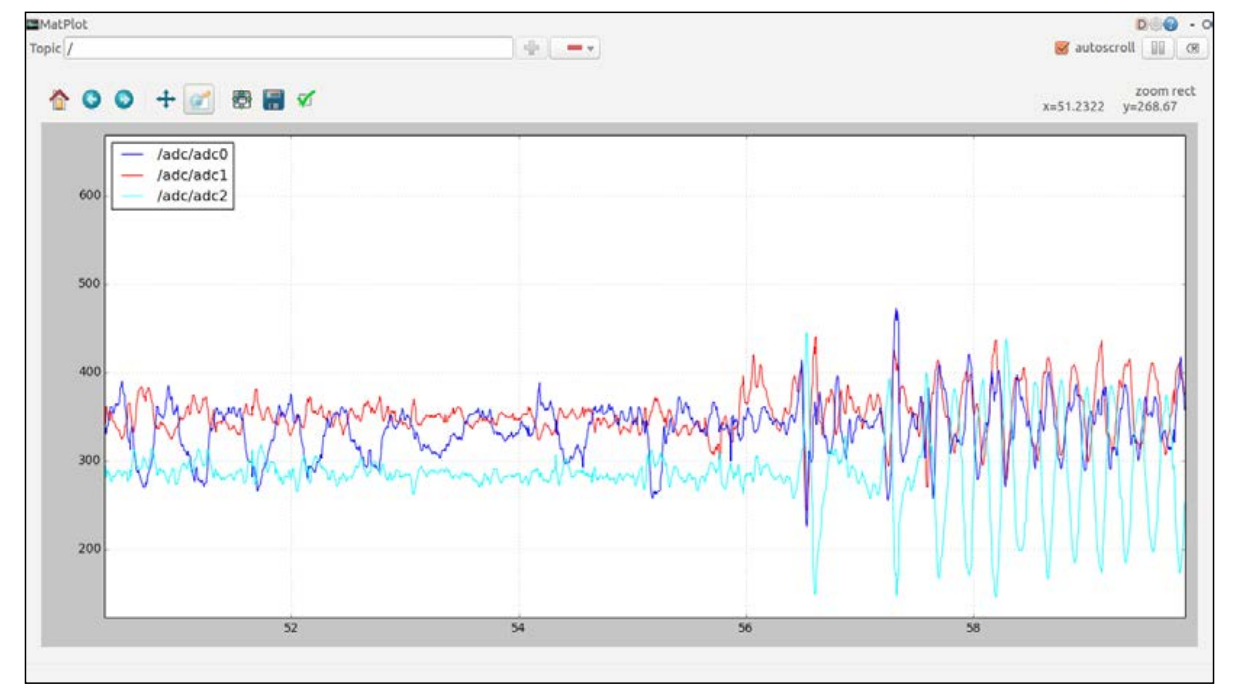 MatPlot
D
Topic /
autoscroll
zoom rect
x=51.2322 y=268.67
/adc/adc0
/adc/adc1
/adc/adc2
600
500
400
300
200
52 54 56 58